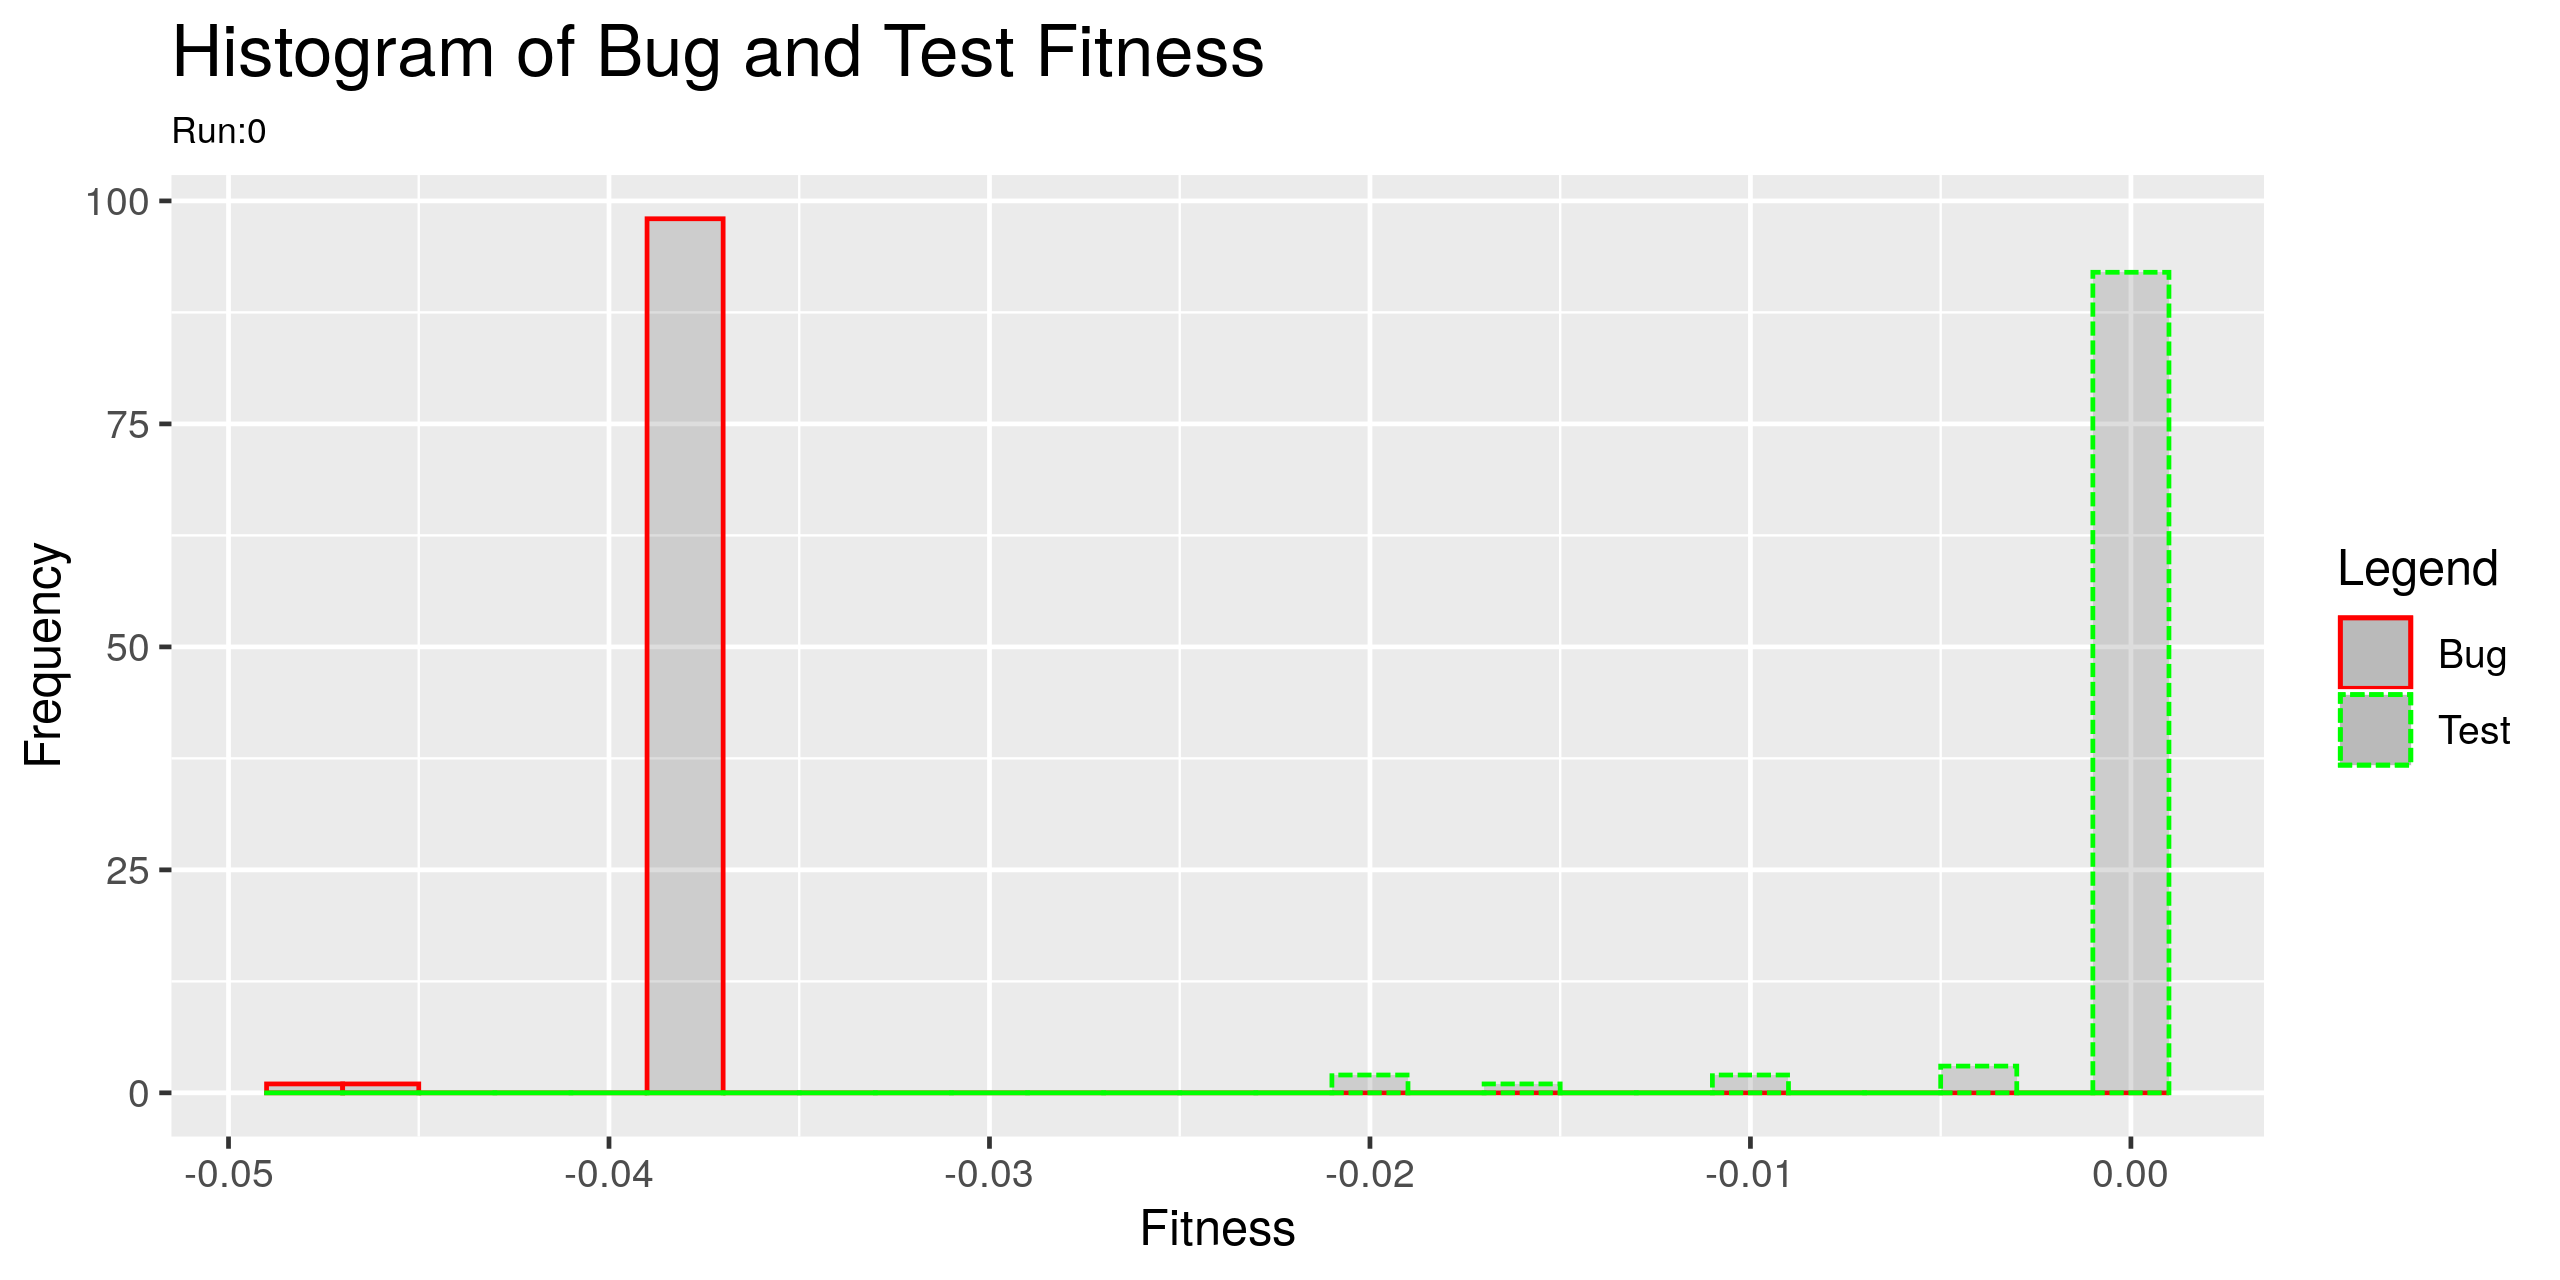 Histogram of Bug and Test Fitness
Run:0
100
75
50
25
0
Frequency
-0.05 -0.04 -0.03 -0.02 -0.01 0.00
Fitness
Legend
Bug
Test